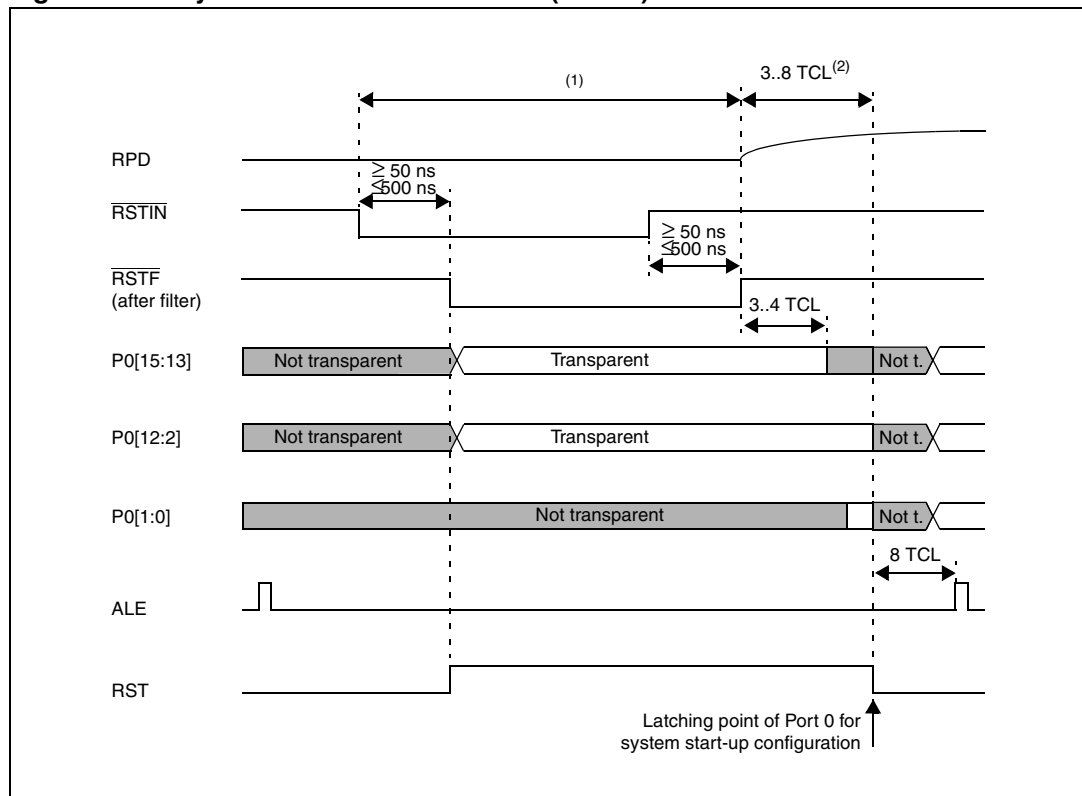 (1)
3..8 TCL(2)
RPD
≥ 50 ns
≤500 ns
RSTIN
≥ 50 ns
≤500 ns
RSTF
(after filter)
3..4 TCL
P0[15:13]
Not transparent
Transparent
Not t.
P0[12:2]
Not transparent
Transparent
Not t.
P0[1:0]
Not transparent
Not t.
8 TCL
ALE
RST
Latching point of Port 0 for
system start-up configuration